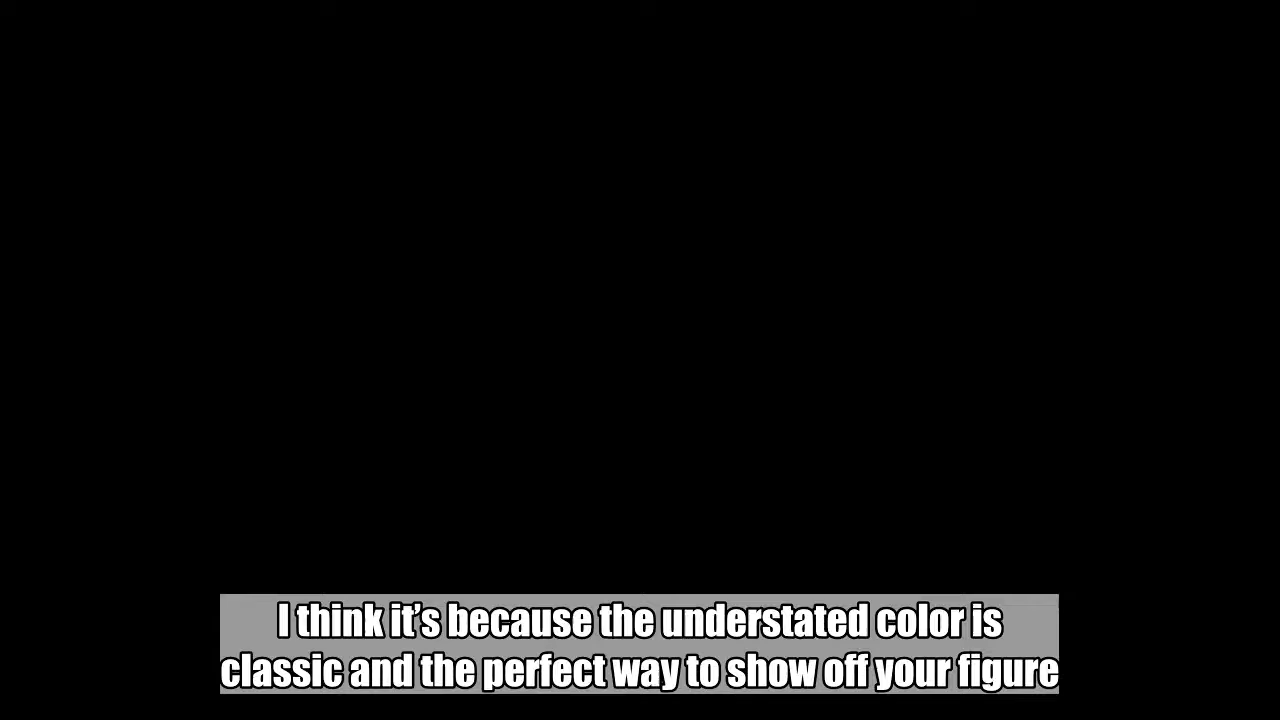 I think it’s because the understated color is
classic and the perfect way to show off your figure